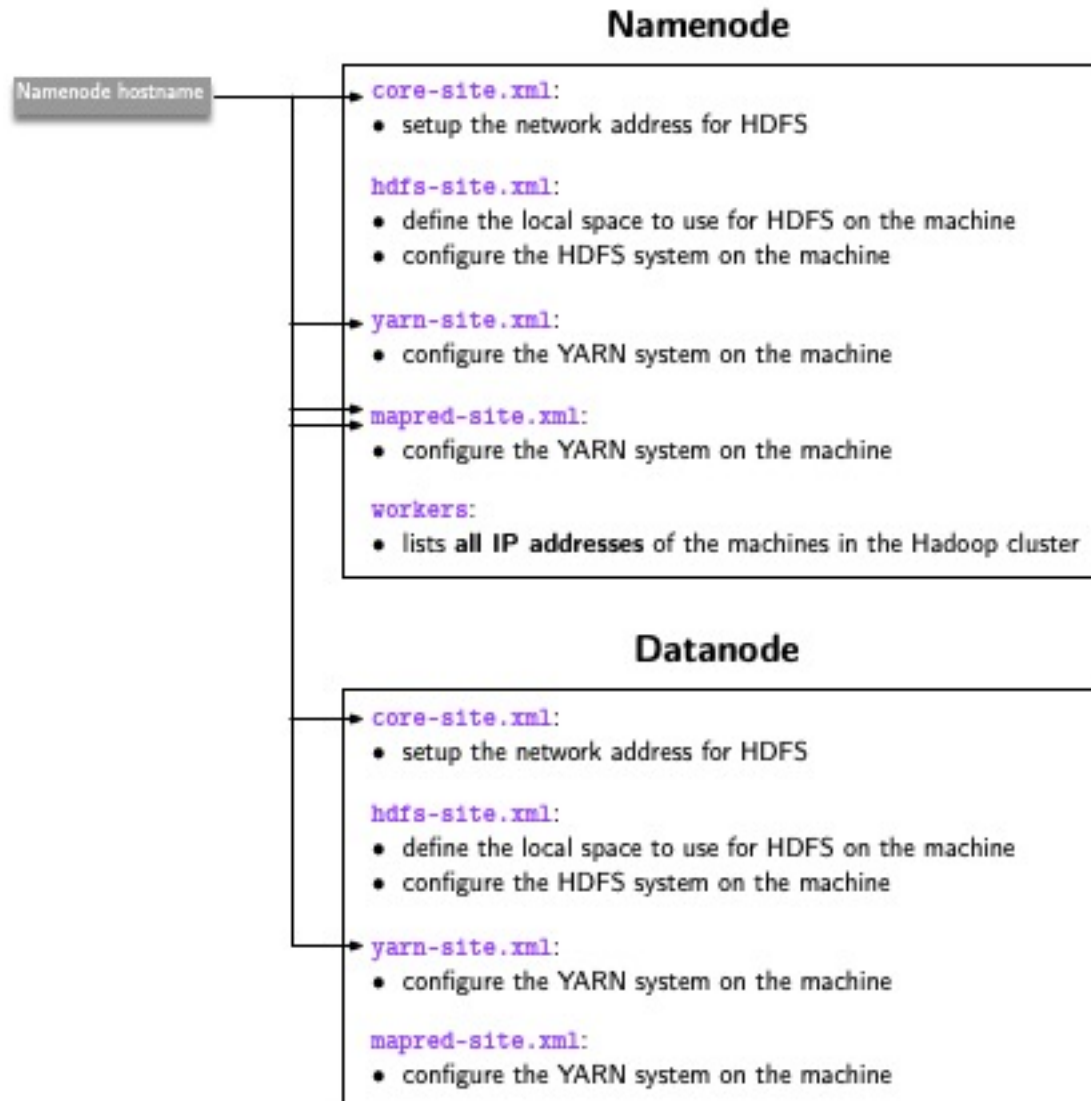 Namenode
Namenode hostname
core-site.xml:
• setup the network address for HDFS
hdfs-site.xml:
• define the local space to use for HDFS on the machine
• configure the HDFS system on the machine
yarn-site.xml:
• configure the YARN system on the machine
mapred-site.xml:
• configure the YARN system on the machine
workers:
• lists all IP addresses of the machines in the Hadoop cluster
Datanode
core-site.xml:
• setup the network address for HDFS
hdfs-site.xml:
• define the local space to use for HDFS on the machine
• configure the HDFS system on the machine
yarn-site.xml:
• configure the YARN system on the machine
mapred-site.xml:
• configure the YARN system on the machine